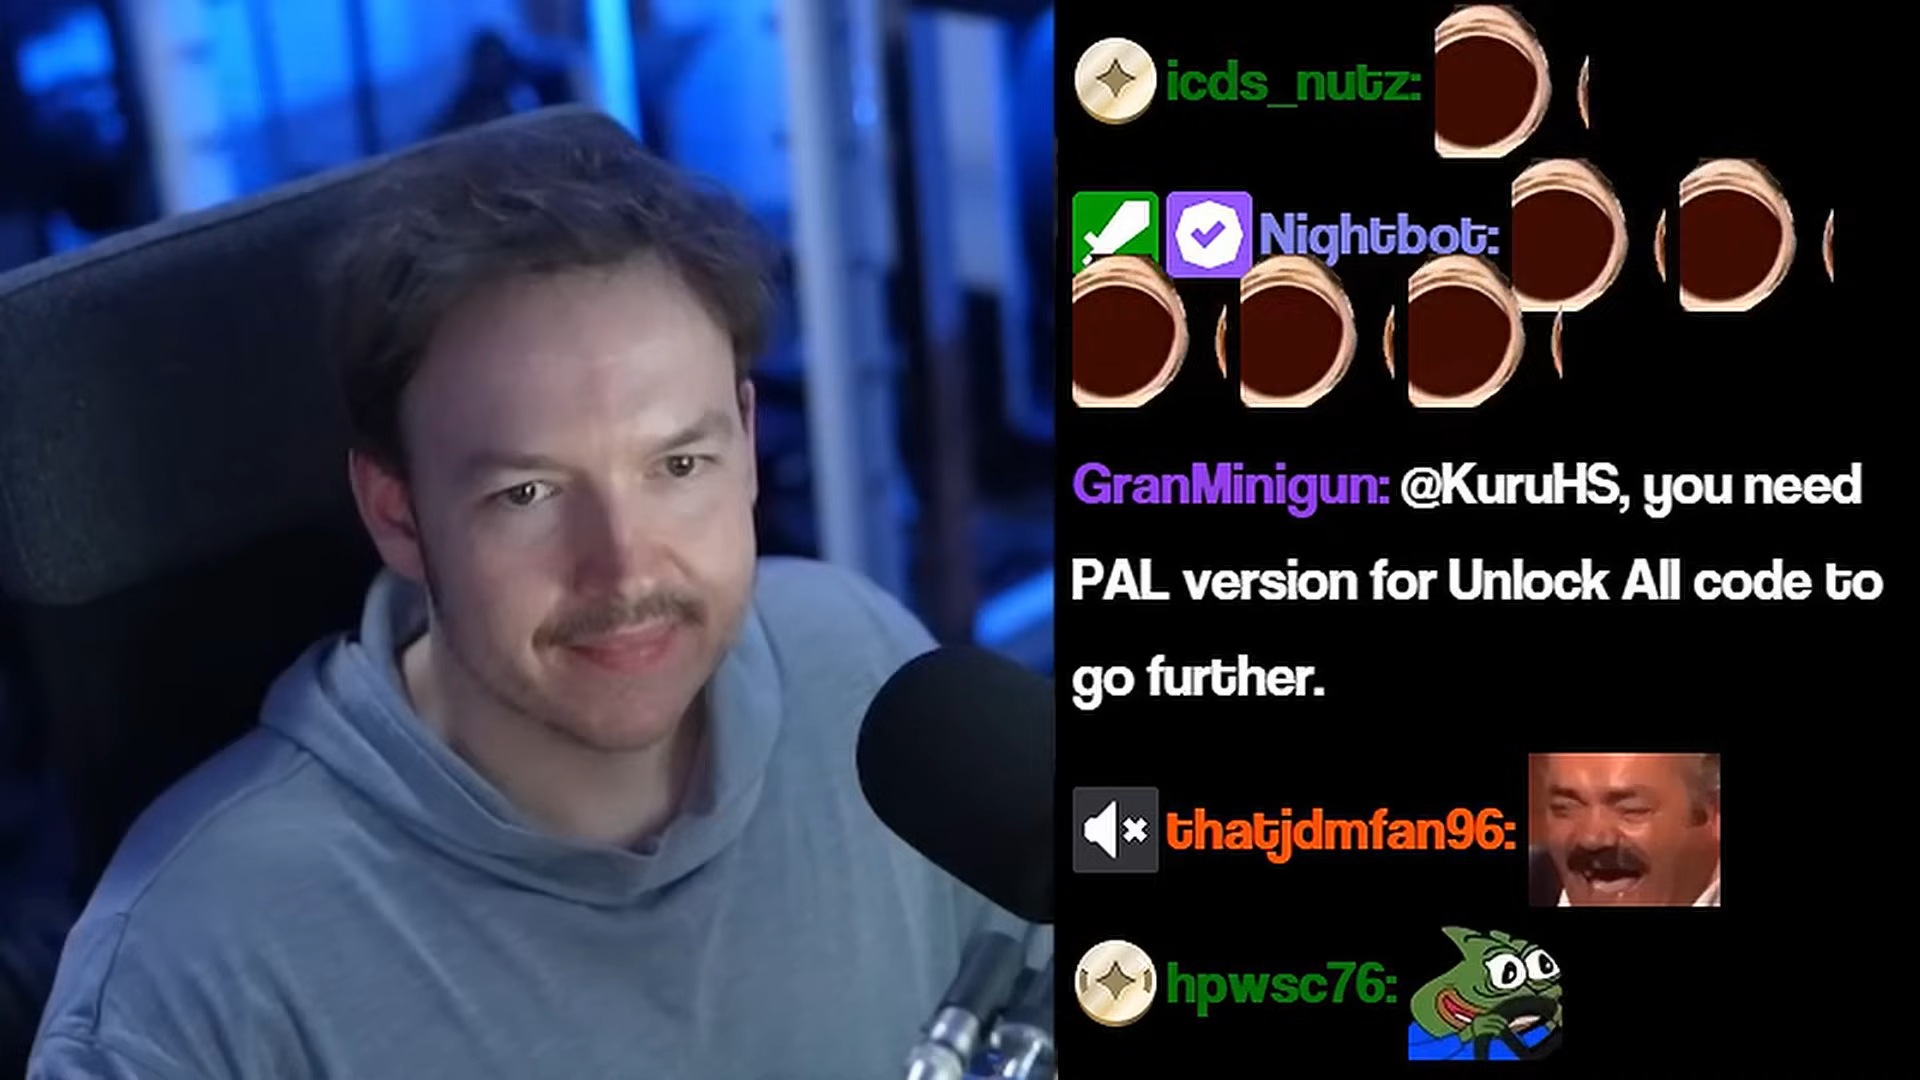 icds_nutz:
Nightbot:
GranMinigun: @KuruHS, you need
PAL version for Unlock All code to
go further.
thatjdmfan96:
hpwsc76: